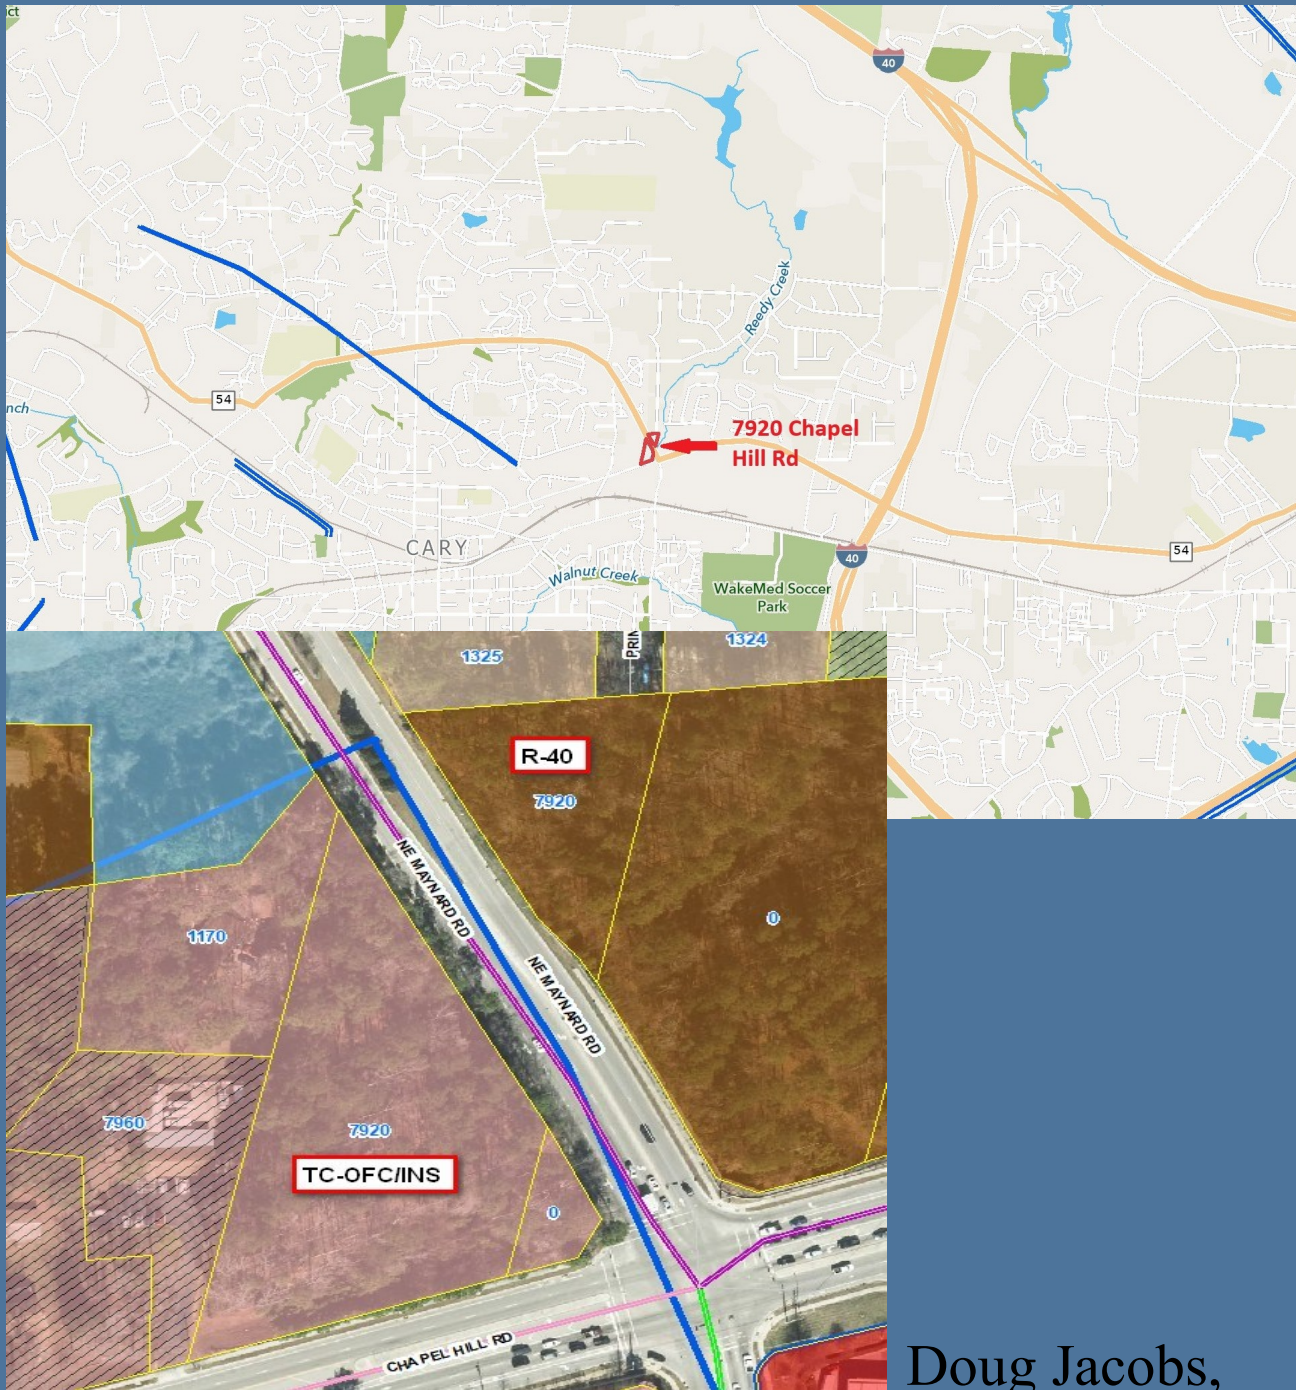 ict
40
Reedy Creek
54
nch
7920 Chapel
Hill Rd
CARY
40
54
Walnut Creek
WakeMed Soccer
Park
1325
PRIM
1324
R-40
7920
NE MAYNARD RD
1170
0
NE MAYNARD RD
7960
7920
TC-OFC/INS
0
CHAPEL HILL RD
Doug Jacobs,